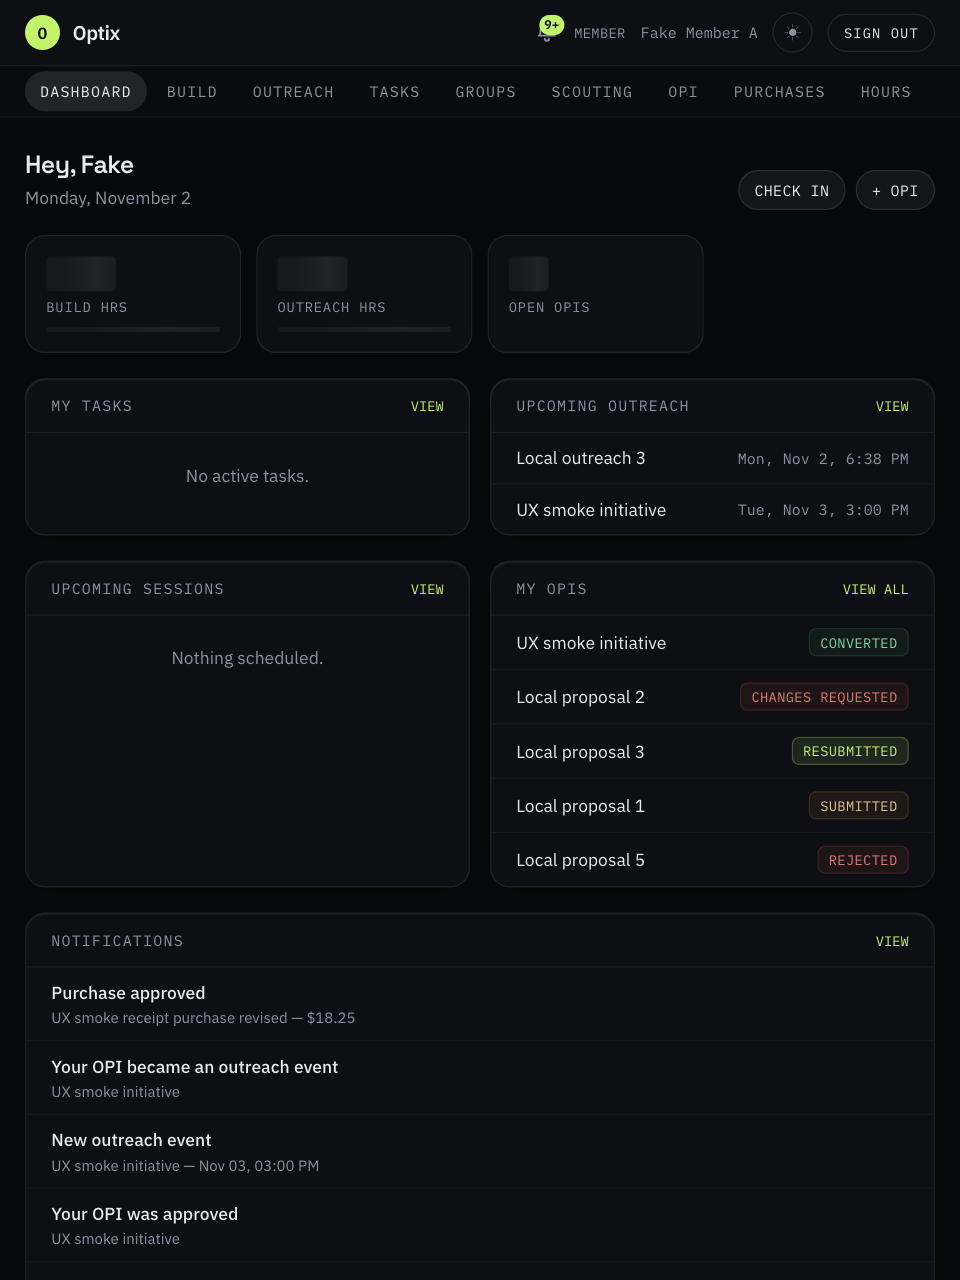 0 Optix
9+ MEMBER Fake Member A SIGN OUT
DASHBOARD BUILD OUTREACH TASKS GROUPS SCOUTING OPI PURCHASES HOURS
Hey, Fake
Monday, November 2
CHECK IN + OPI
BUILD HRS
OUTREACH HRS
OPEN OPIS
MY TASKS VIEW
No active tasks.
UPCOMING OUTREACH VIEW
Local outreach 3 Mon, Nov 2, 6:38 PM
UX smoke initiative Tue, Nov 3, 3:00 PM
UPCOMING SESSIONS VIEW
Nothing scheduled.
MY OPIS VIEW ALL
UX smoke initiative CONVERTED
Local proposal 2 CHANGES REQUESTED
Local proposal 3 RESUBMITTED
Local proposal 1 SUBMITTED
Local proposal 5 REJECTED
NOTIFICATIONS VIEW
Purchase approved
UX smoke receipt purchase revised — $18.25
Your OPI became an outreach event
UX smoke initiative
New outreach event
UX smoke initiative — Nov 03, 03:00 PM
Your OPI was approved
UX smoke initiative